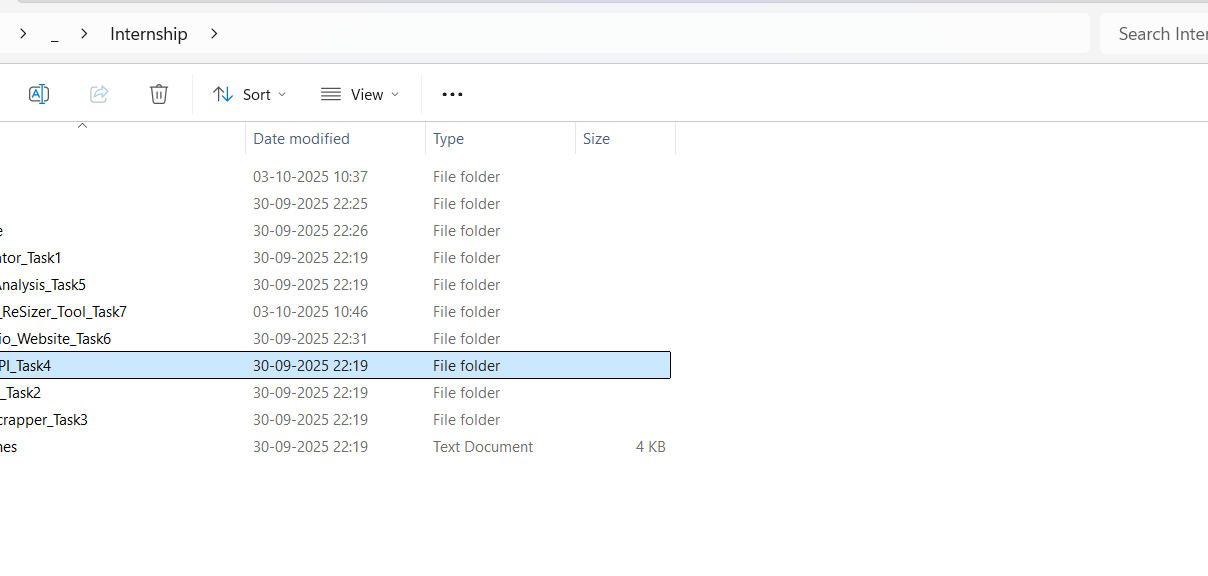 _ Internship Search Inter
Sort View
Date modified Type Size
03-10-2025 10:37 File folder
30-09-2025 22:25 File folder
e 30-09-2025 22:26 File folder
ator_Task1 30-09-2025 22:19 File folder
Analysis_Task5 30-09-2025 22:19 File folder
_ReSizer_Tool_Task7 03-10-2025 10:46 File folder
io_Website_Task6 30-09-2025 22:31 File folder
PI_Task4 30-09-2025 22:19 File folder
_Task2 30-09-2025 22:19 File folder
crapper_Task3 30-09-2025 22:19 File folder
nes 30-09-2025 22:19 Text Document 4 KB